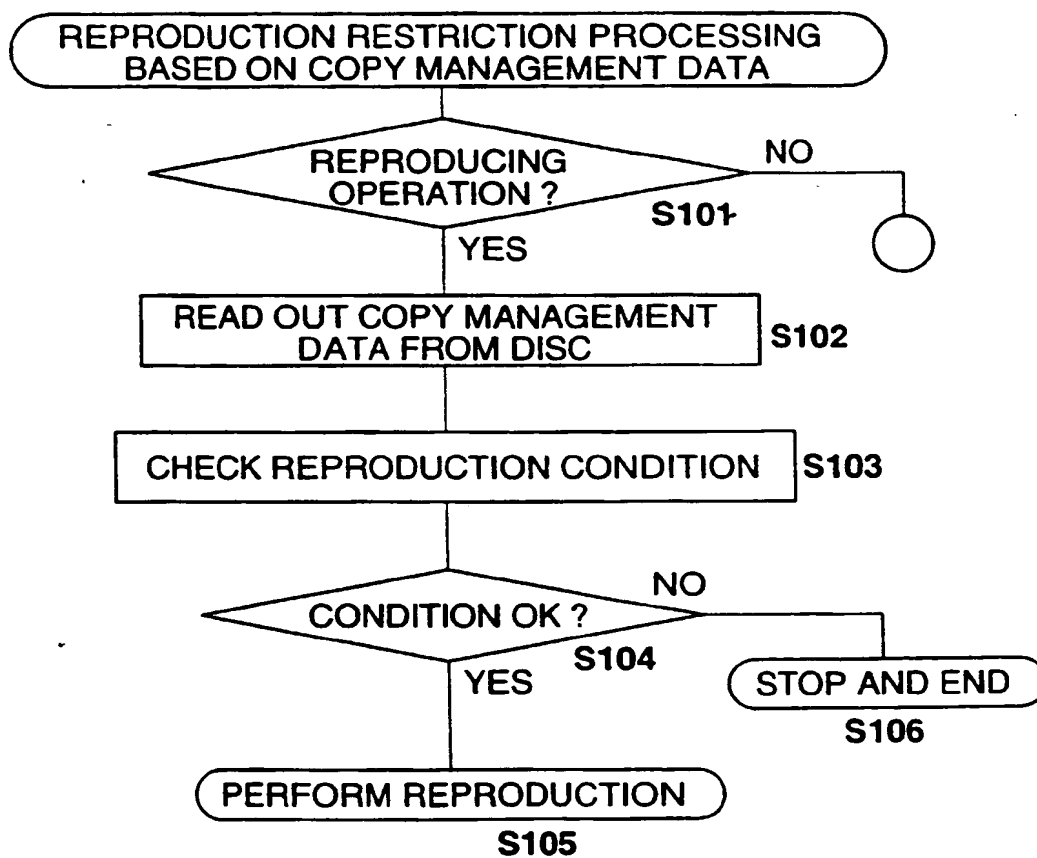 REPRODUCTION RESTRICTION PROCESSING
BASED ON COPY MANAGEMENT DATA
REPRODUCING
OPERATION ?
NO
S101
YES
READ OUT COPY MANAGEMENT
DATA FROM DISC
S102
CHECK REPRODUCTION CONDITION
S103
CONDITION OK ?
NO
S104
YES
STOP AND END
S106
PERFORM REPRODUCTION
S105